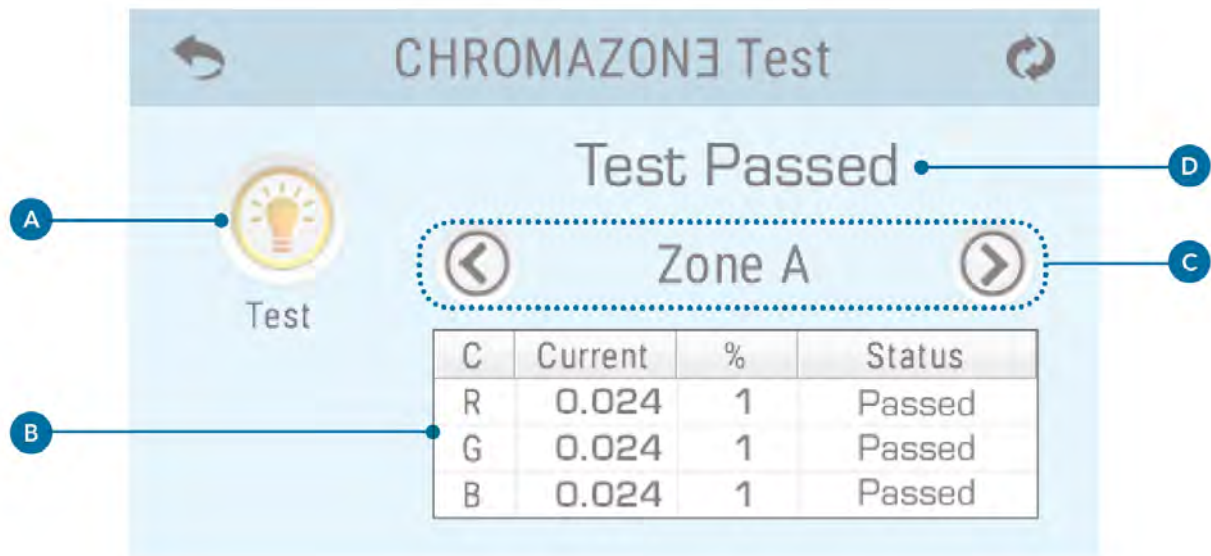 CHROMAZONƎ Test
Test Passed
D
A
Zone A
C
Test
C Current % Status
R 0.024 1 Passed
B
G 0.024 1 Passed
B 0.024 1 Passed